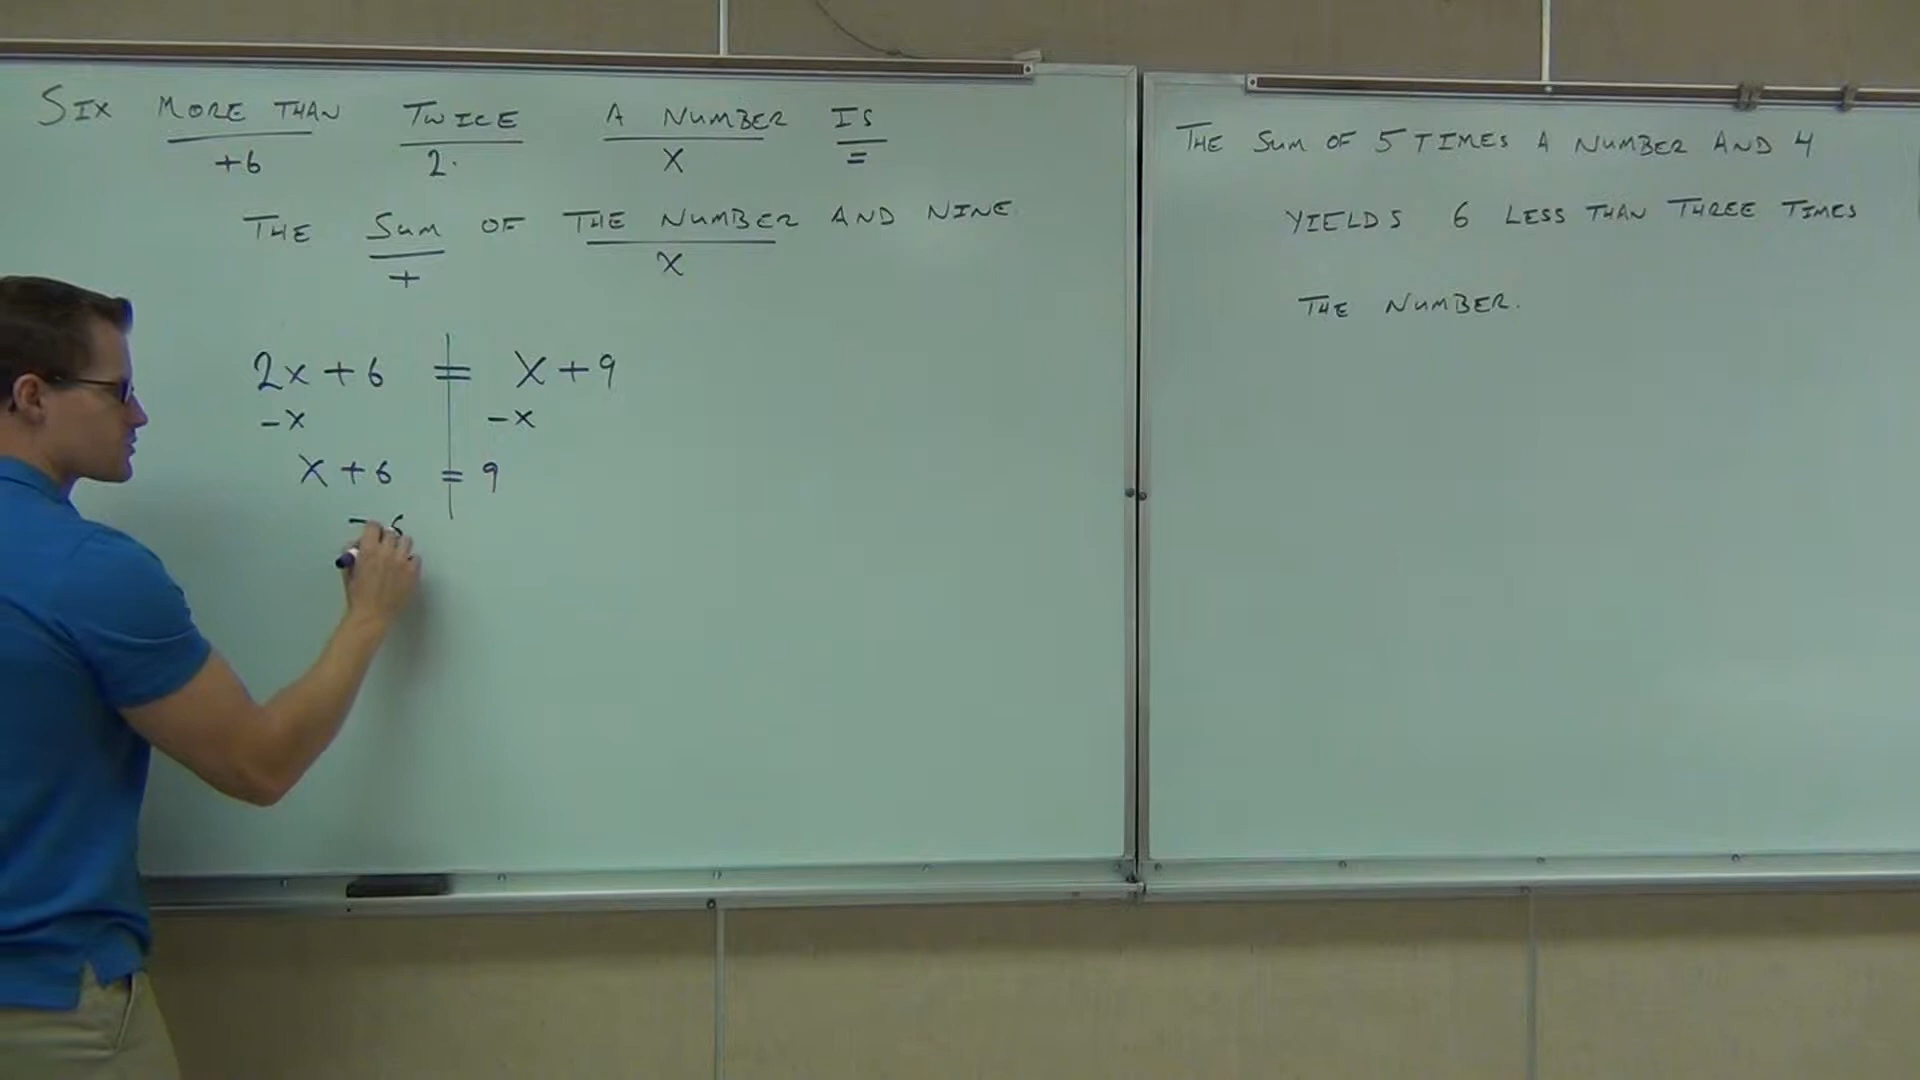 SIX MORE THAN TWICE A NUMBER IS
+6 2· X =
THE SUM OF THE NUMBER AND NINE
+ X
2x + 6 = X + 9
-X -X
X + 6 = 9
- 6
THE SUM OF 5 TIMES A NUMBER AND 4
YIELDS 6 LESS THAN THREE TIMES
THE NUMBER.